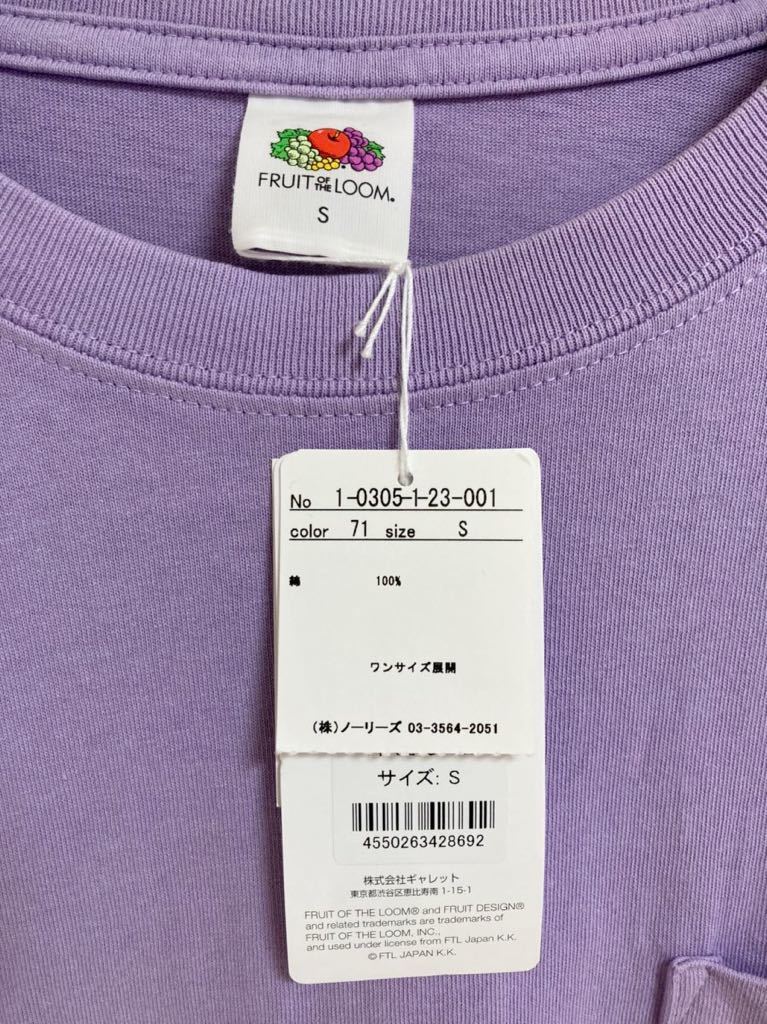 FRUIT OF THE LOOM®
S
No 1-0305-1-23-001
color 71 size S
綿 100%
ワンサイズ展開
(株)ノーリーズ 03-3564-2051
サイズ: S
4550263428692
株式会社ギャレット
東京都渋谷区恵比寿南 1-15-1
FRUIT OF THE LOOM® and FRUIT DESIGN®
and related trademarks are trademarks of
FRUIT OF THE LOOM, INC.,
and used under license from FTL Japan K.K.
© FTL JAPAN K.K.